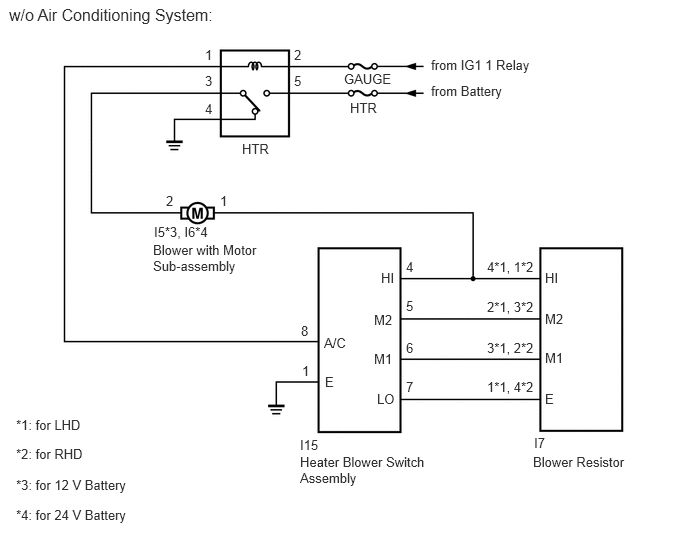 w/o Air Conditioning System:
1
2
from IG1 1 Relay
GAUGE
3
5
from Battery
HTR
4
HTR
2
M
1
I5*3, I6*4
Blower with Motor
Sub-assembly
HI
4
4*1, 1*2
HI
M2
5
2*1, 3*2
M2
8
A/C
M1
6
3*1, 2*2
M1
1
E
LO
7
1*1, 4*2
E
I15
Heater Blower Switch
Assembly
I7
Blower Resistor
*1: for LHD
*2: for RHD
*3: for 12 V Battery
*4: for 24 V Battery